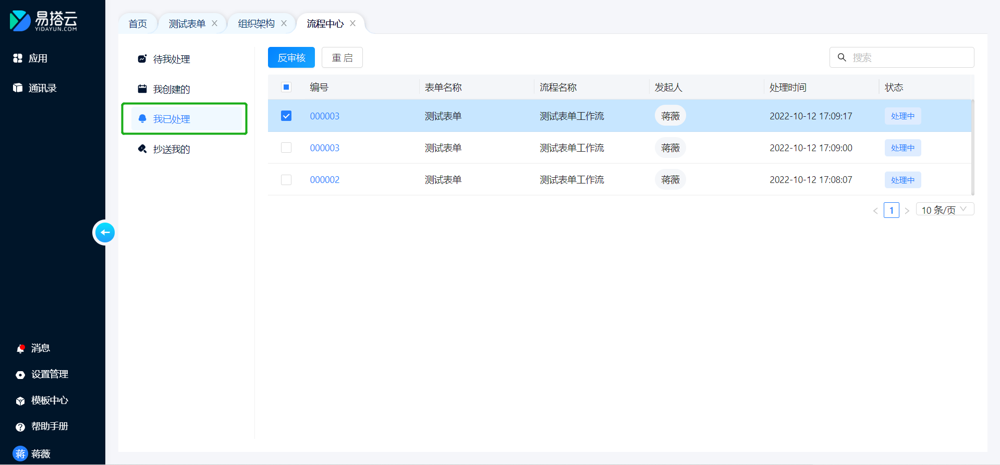 易搭云
YIDAYUN.COM
应用
通讯录
消息
设置管理
模板中心
帮助手册
蒋 蒋薇
首页
测试表单
组织架构
流程中心
待我处理
我创建的
我已处理
抄送我的
反审核
重启
搜索
编号 表单名称 流程名称 发起人 处理时间 状态
000003 测试表单 测试表单工作流 蒋薇 2022-10-12 17:09:17 处理中
000003 测试表单 测试表单工作流 蒋薇 2022-10-12 17:09:00 处理中
000002 测试表单 测试表单工作流 蒋薇 2022-10-12 17:08:07 处理中
< 1 > 10 条/页